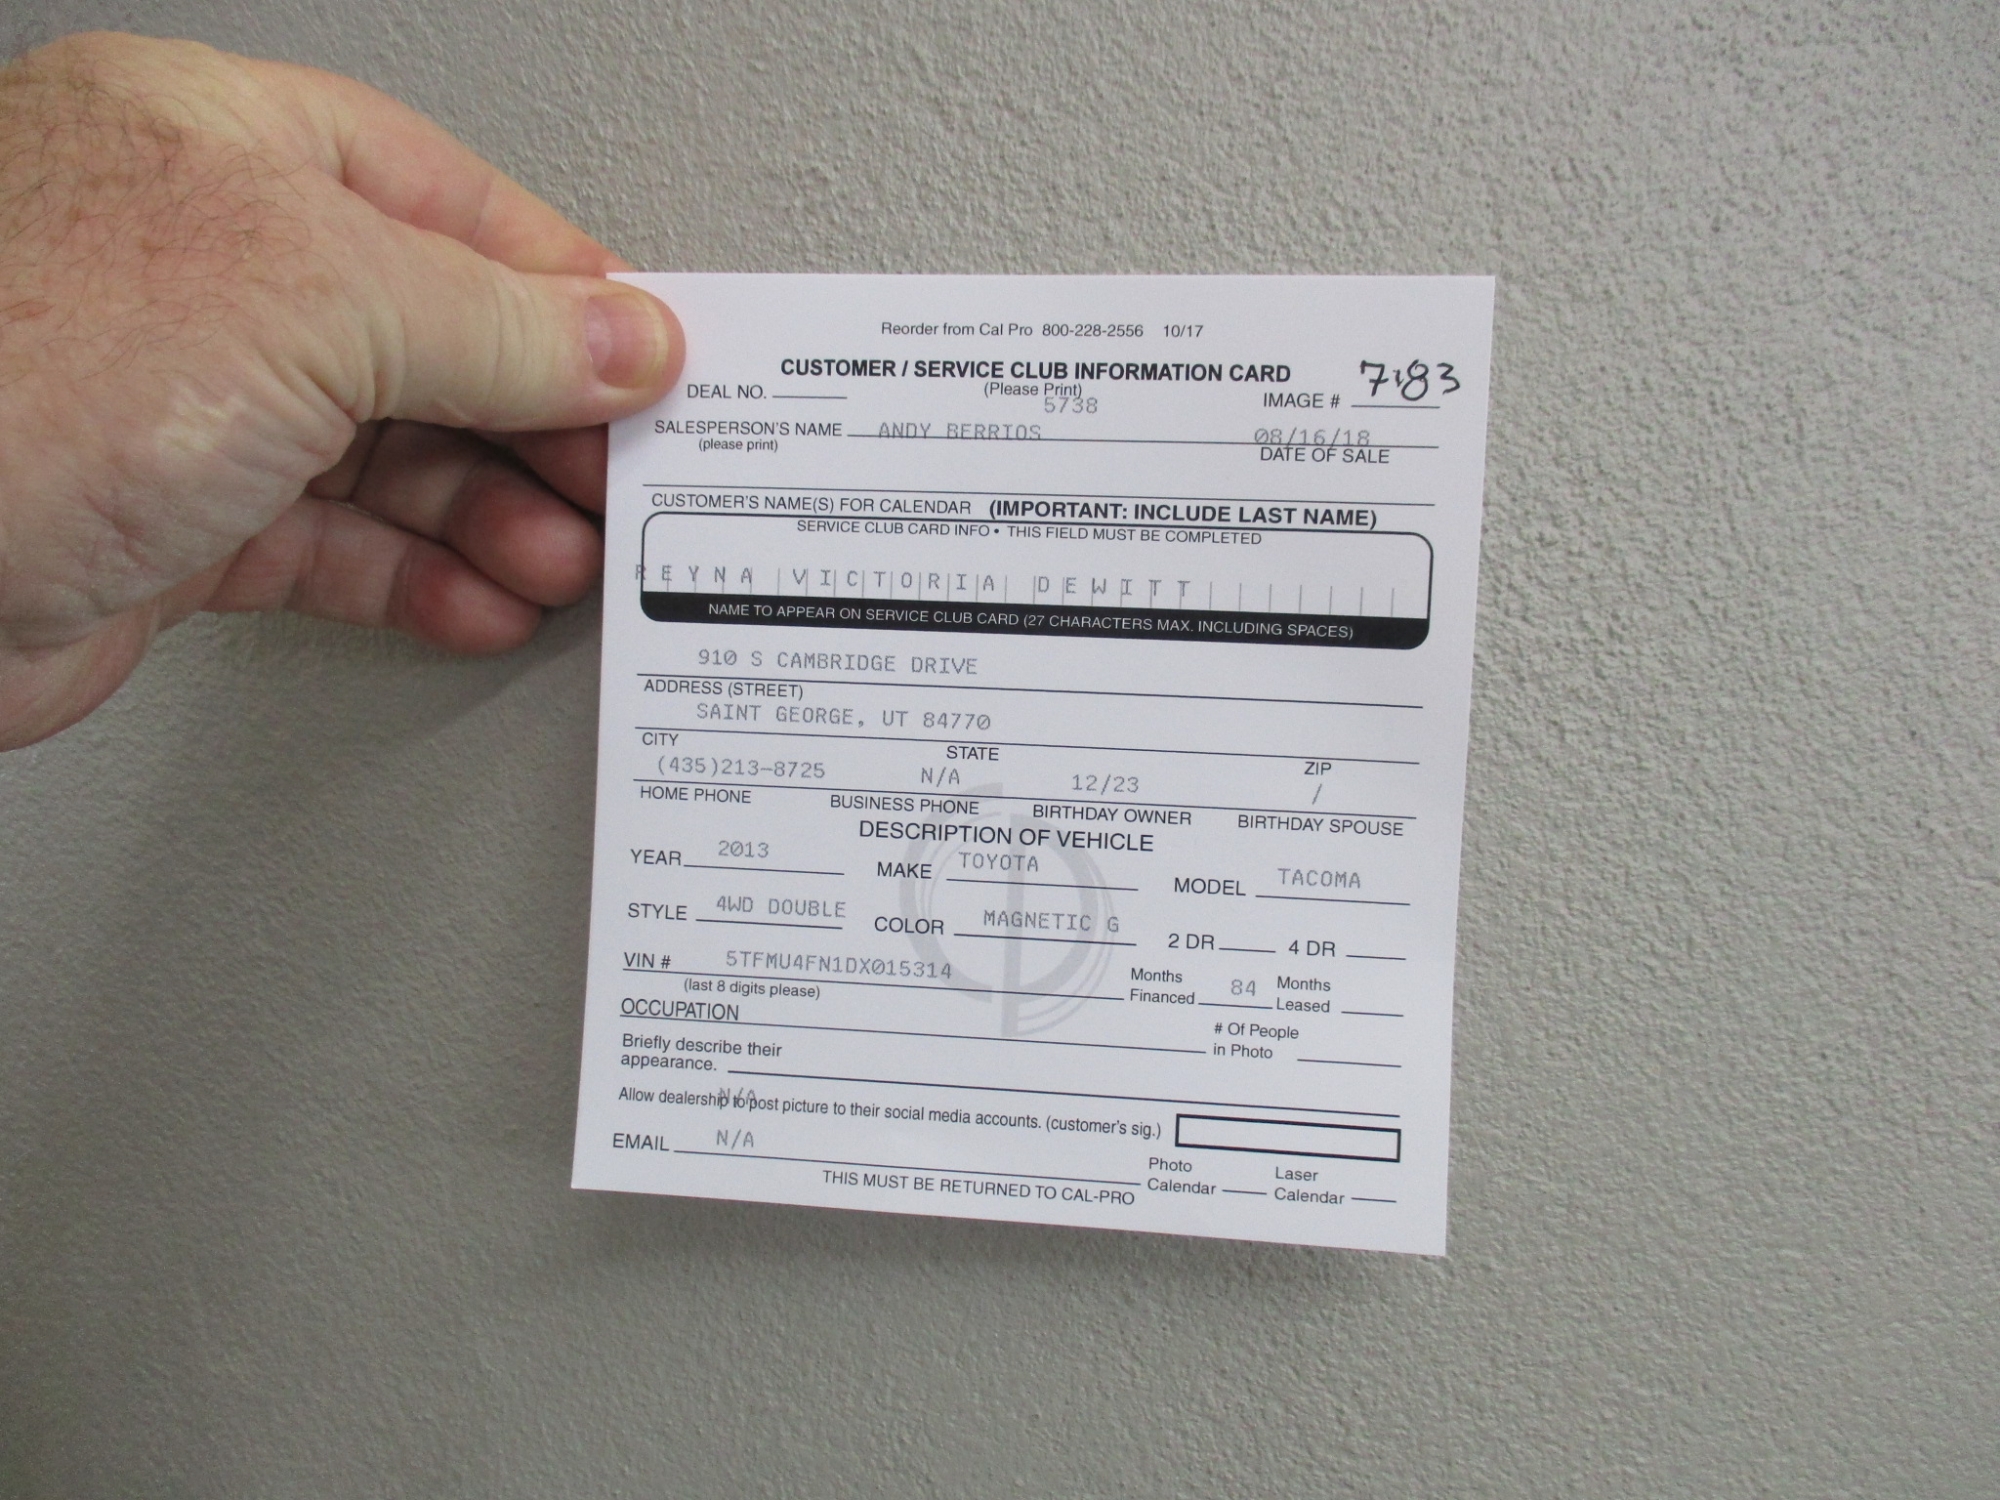 Reorder from Cal Pro 800-228-2556 10/17
CUSTOMER / SERVICE CLUB INFORMATION CARD
(Please Print)
DEAL NO. 5738 IMAGE # 7183
SALESPERSON'S NAME ANDY BERRIOS 08/16/18
(please print) DATE OF SALE
CUSTOMER'S NAME(S) FOR CALENDAR (IMPORTANT: INCLUDE LAST NAME)
SERVICE CLUB CARD INFO • THIS FIELD MUST BE COMPLETED
REYNA VICTORIA DEWITT
NAME TO APPEAR ON SERVICE CLUB CARD (27 CHARACTERS MAX. INCLUDING SPACES)
910 S CAMBRIDGE DRIVE
ADDRESS (STREET)
SAINT GEORGE, UT 84770
CITY STATE ZIP
(435)213-8725 N/A 12/23 /
HOME PHONE BUSINESS PHONE BIRTHDAY OWNER BIRTHDAY SPOUSE
DESCRIPTION OF VEHICLE
YEAR 2013 MAKE TOYOTA MODEL TACOMA
STYLE 4WD DOUBLE COLOR MAGNETIC G 2 DR 4 DR
VIN # 5TFMU4FN1DX015314 Months Financed 84 Months Leased
(last 8 digits please)
OCCUPATION # Of People in Photo
Briefly describe their
appearance.
N/A
Allow dealership to post picture to their social media accounts. (customer's sig.)
EMAIL N/A Photo Calendar Laser Calendar
THIS MUST BE RETURNED TO CAL-PRO